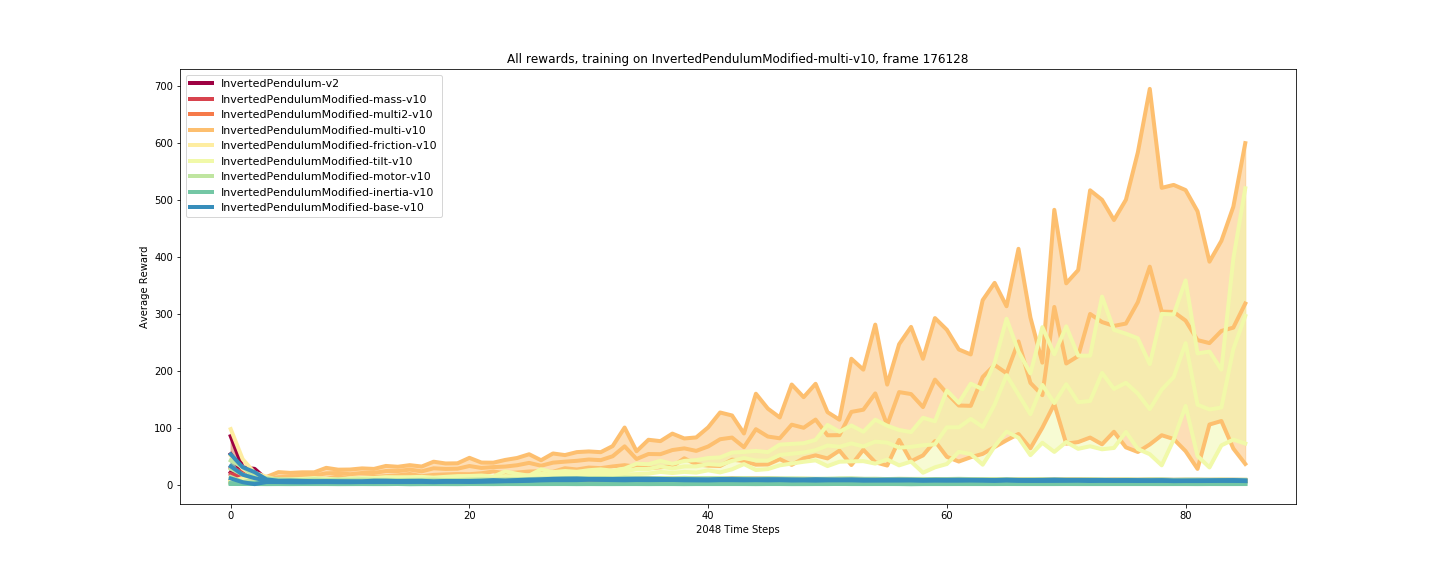 All rewards, training on InvertedPendulumModified-multi-v10, frame 176128
InvertedPendulum-v2
InvertedPendulumModified-mass-v10
InvertedPendulumModified-multi2-v10
InvertedPendulumModified-multi-v10
InvertedPendulumModified-friction-v10
InvertedPendulumModified-tilt-v10
InvertedPendulumModified-motor-v10
InvertedPendulumModified-inertia-v10
InvertedPendulumModified-base-v10
Average Reward
700
600
500
400
300
200
100
0
0 20 40 60 80
2048 Time Steps